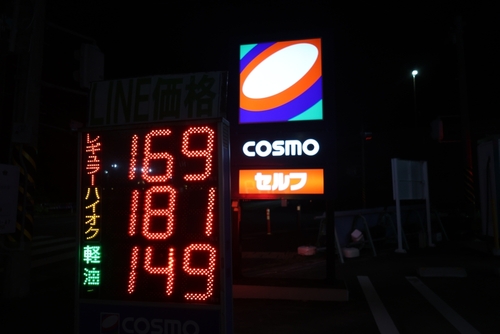 LINE価格
レギュラー 169
ハイオク 181
軽油 149
COSMO
COSMO
セルフ